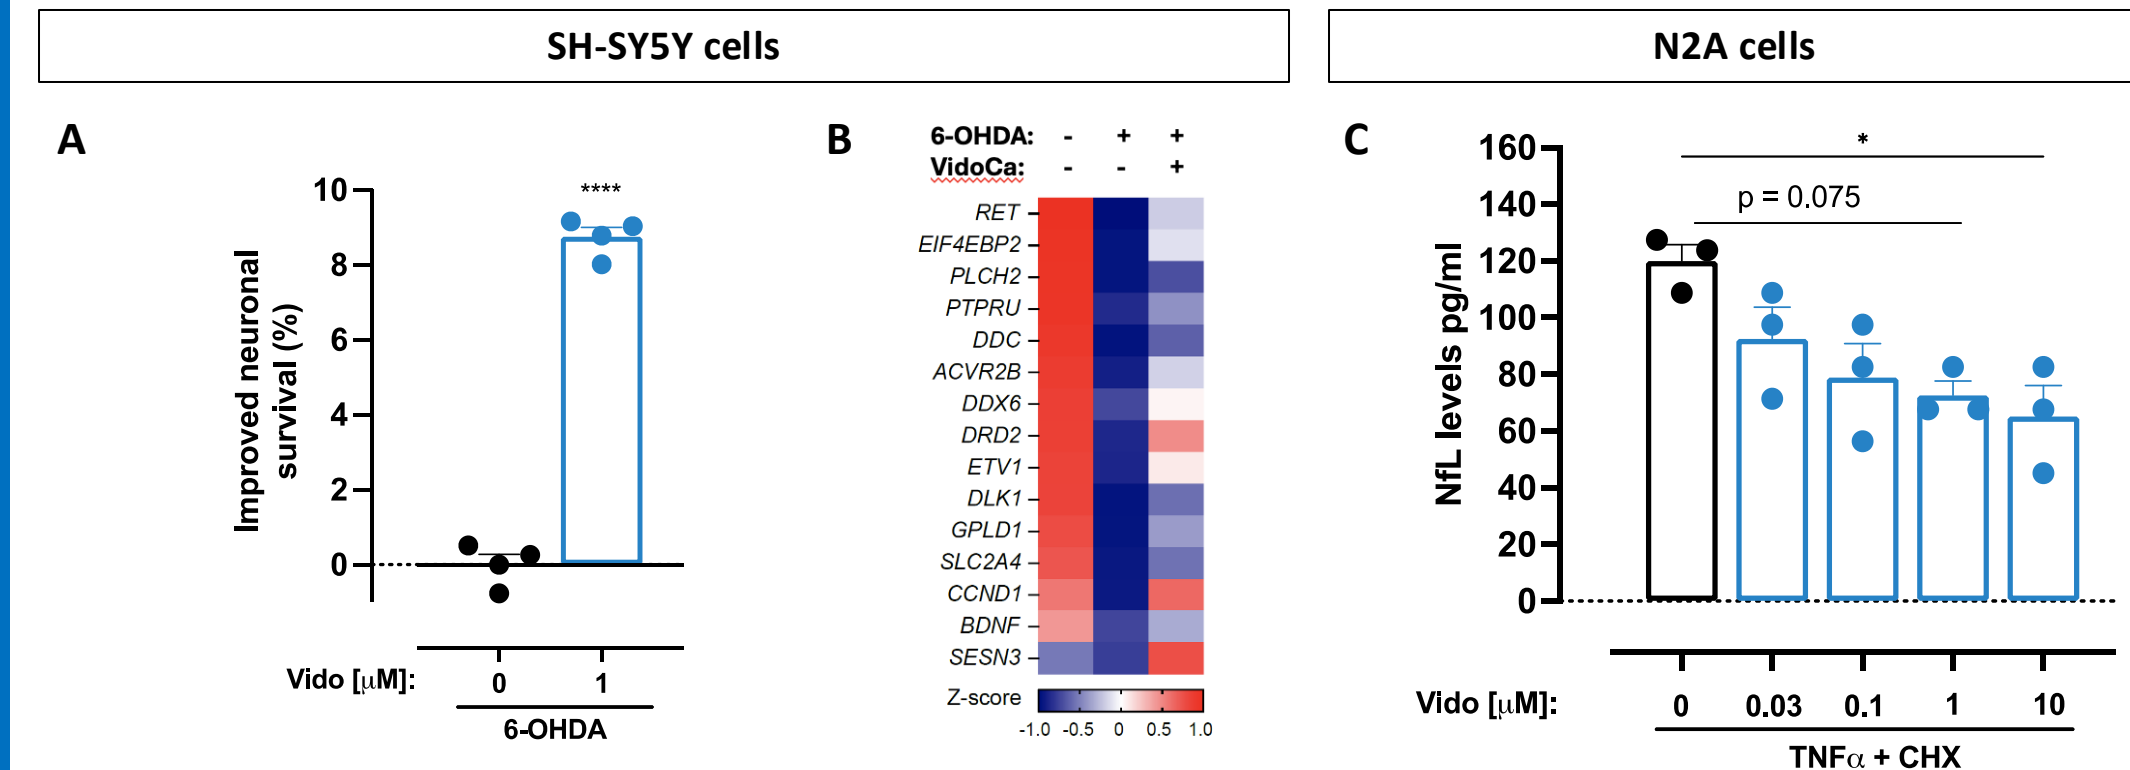 SH-SY5Y cells
N2A cells
A
Improved neuronal
survival (%)
10
8
6
4
2
0
****
Vido [μM]:
0
1
6-OHDA
B
6-OHDA: - + +
VidoCa: - - +
RET
EIF4EBP2
PLCH2
PTPRU
DDC
ACVR2B
DDX6
DRD2
ETV1
DLK1
GPLD1
SLC2A4
CCND1
BDNF
SESN3
Z-score
-1.0 -0.5 0 0.5 1.0
C
NfL levels pg/ml
160
140
120
100
80
60
40
20
0
*
p = 0.075
Vido [μM]:
0 0.03 0.1 1 10
TNFα + CHX